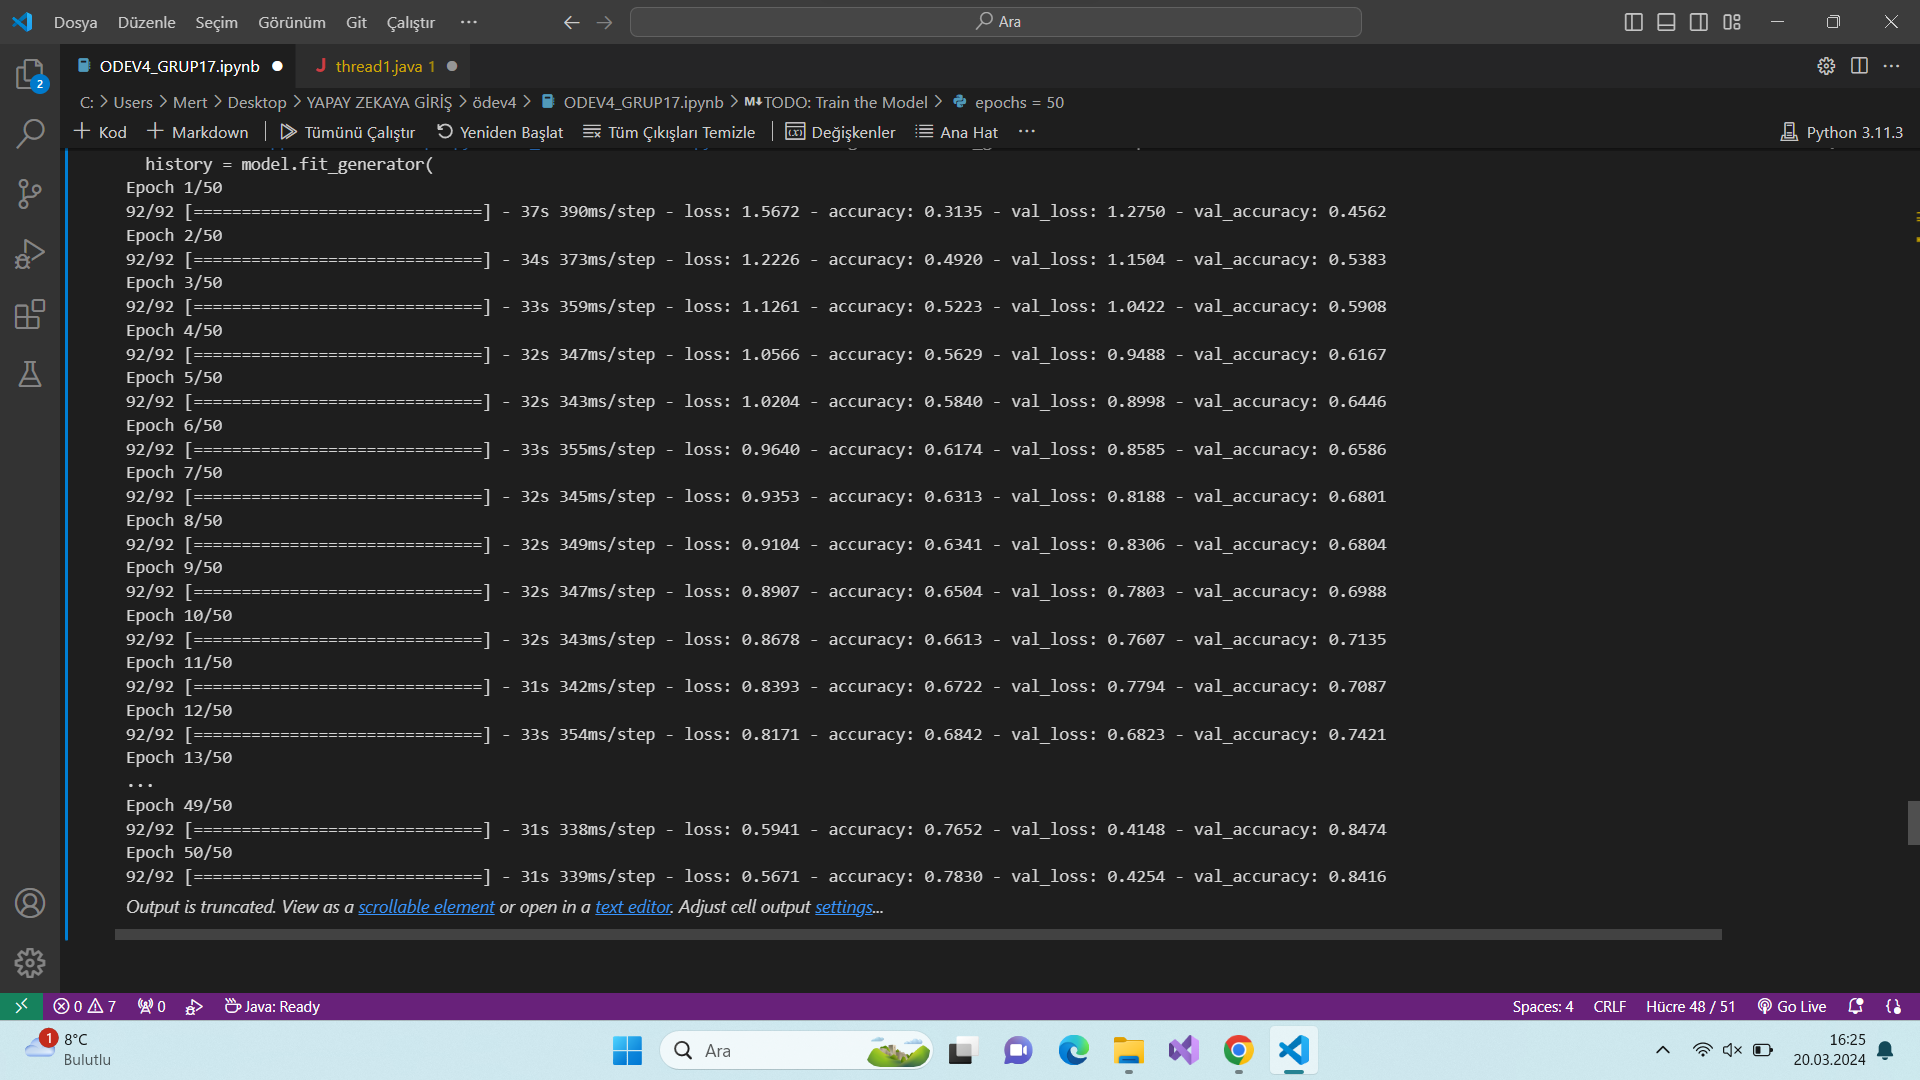 Dosya Düzenle Seçim Görünüm Git Çalıştır ··· Ara
ODEV4_GRUP17.ipynb thread1.java 1
C: > Users > Mert > Desktop > YAPAY ZEKAYA GİRİŞ > ödev4 > ODEV4_GRUP17.ipynb > M↓TODO: Train the Model > epochs = 50
+ Kod + Markdown | Tümünü Çalıştır Yeniden Başlat Tüm Çıkışları Temizle | Değişkenler Ana Hat ··· Python 3.11.3
history = model.fit_generator(
Epoch 1/50
92/92 [==============================] - 37s 390ms/step - loss: 1.5672 - accuracy: 0.3135 - val_loss: 1.2750 - val_accuracy: 0.4562
Epoch 2/50
92/92 [==============================] - 34s 373ms/step - loss: 1.2226 - accuracy: 0.4920 - val_loss: 1.1504 - val_accuracy: 0.5383
Epoch 3/50
92/92 [==============================] - 33s 359ms/step - loss: 1.1261 - accuracy: 0.5223 - val_loss: 1.0422 - val_accuracy: 0.5908
Epoch 4/50
92/92 [==============================] - 32s 347ms/step - loss: 1.0566 - accuracy: 0.5629 - val_loss: 0.9488 - val_accuracy: 0.6167
Epoch 5/50
92/92 [==============================] - 32s 343ms/step - loss: 1.0204 - accuracy: 0.5840 - val_loss: 0.8998 - val_accuracy: 0.6446
Epoch 6/50
92/92 [==============================] - 33s 355ms/step - loss: 0.9640 - accuracy: 0.6174 - val_loss: 0.8585 - val_accuracy: 0.6586
Epoch 7/50
92/92 [==============================] - 32s 345ms/step - loss: 0.9353 - accuracy: 0.6313 - val_loss: 0.8188 - val_accuracy: 0.6801
Epoch 8/50
92/92 [==============================] - 32s 349ms/step - loss: 0.9104 - accuracy: 0.6341 - val_loss: 0.8306 - val_accuracy: 0.6804
Epoch 9/50
92/92 [==============================] - 32s 347ms/step - loss: 0.8907 - accuracy: 0.6504 - val_loss: 0.7803 - val_accuracy: 0.6988
Epoch 10/50
92/92 [==============================] - 32s 343ms/step - loss: 0.8678 - accuracy: 0.6613 - val_loss: 0.7607 - val_accuracy: 0.7135
Epoch 11/50
92/92 [==============================] - 31s 342ms/step - loss: 0.8393 - accuracy: 0.6722 - val_loss: 0.7794 - val_accuracy: 0.7087
Epoch 12/50
92/92 [==============================] - 33s 354ms/step - loss: 0.8171 - accuracy: 0.6842 - val_loss: 0.6823 - val_accuracy: 0.7421
Epoch 13/50
...
Epoch 49/50
92/92 [==============================] - 31s 338ms/step - loss: 0.5941 - accuracy: 0.7652 - val_loss: 0.4148 - val_accuracy: 0.8474
Epoch 50/50
92/92 [==============================] - 31s 339ms/step - loss: 0.5671 - accuracy: 0.7830 - val_loss: 0.4254 - val_accuracy: 0.8416
Output is truncated. View as a scrollable element or open in a text editor. Adjust cell output settings...
2
0 7 0 Java: Ready Spaces: 4 CRLF Hücre 48 / 51 Go Live
1 8°C
Bulutlu
Ara
16:25
20.03.2024